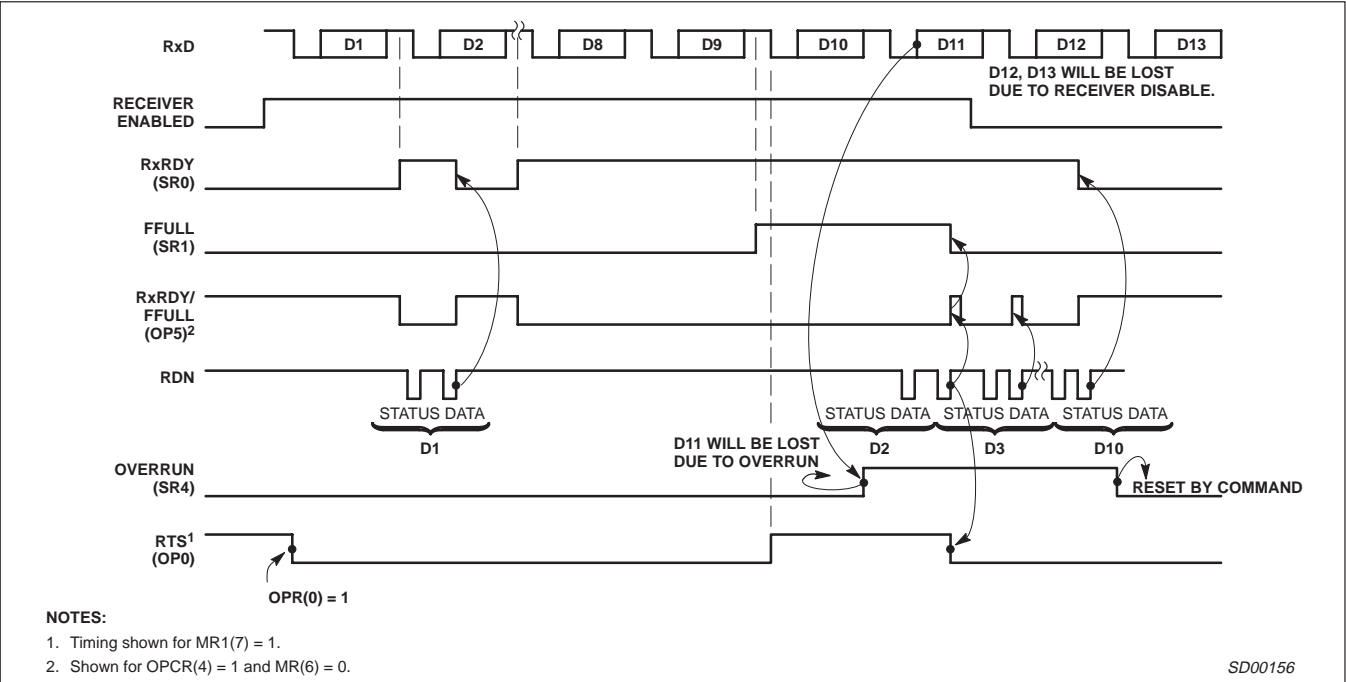 RxD
D1
D2
D8
D9
D10
D11
D12
D13
D12, D13 WILL BE LOST
DUE TO RECEIVER DISABLE.
RECEIVER
ENABLED
RxRDY
(SR0)
FFULL
(SR1)
RxRDY/
FFULL
(OP5)2
RDN
STATUS DATA
STATUS DATA
STATUS DATA
STATUS DATA
D1
D2
D3
D10
D11 WILL BE LOST
DUE TO OVERRUN
OVERRUN
(SR4)
RESET BY COMMAND
RTS1
(OP0)
OPR(0) = 1
NOTES:
1. Timing shown for MR1(7) = 1.
2. Shown for OPCR(4) = 1 and MR(6) = 0.
SD00156